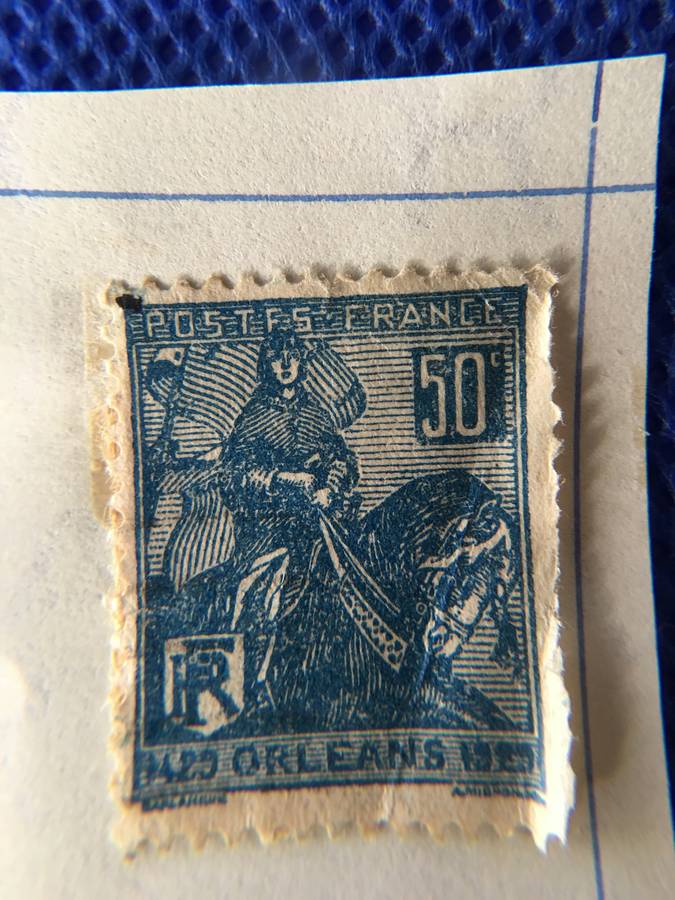 POSTES FRANCE
50c
RF
1429 ORLEANS 1929